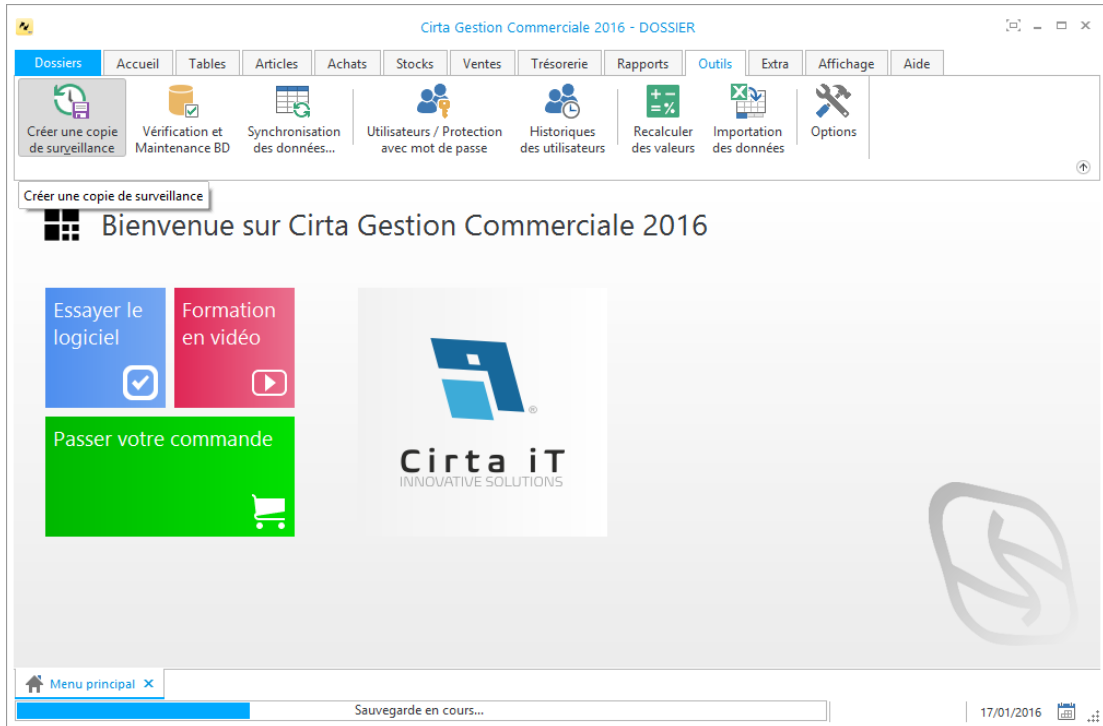 Cirta Gestion Commerciale 2016 - DOSSIER
Dossiers Accueil Tables Articles Achats Stocks Ventes Trésorerie Rapports Outils Extra Affichage Aide
Créer une copie
de surveillance
Vérification et
Maintenance BD
Synchronisation
des données...
Utilisateurs / Protection
avec mot de passe
Historiques
des utilisateurs
Recalculer
des valeurs
Importation
des données
Options
Créer une copie de surveillance
Bienvenue sur Cirta Gestion Commerciale 2016
Essayer le
logiciel
Formation
en vidéo
Passer votre commande
Cirta iT
INNOVATIVE SOLUTIONS
®
Menu principal
Sauvegarde en cours...
17/01/2016